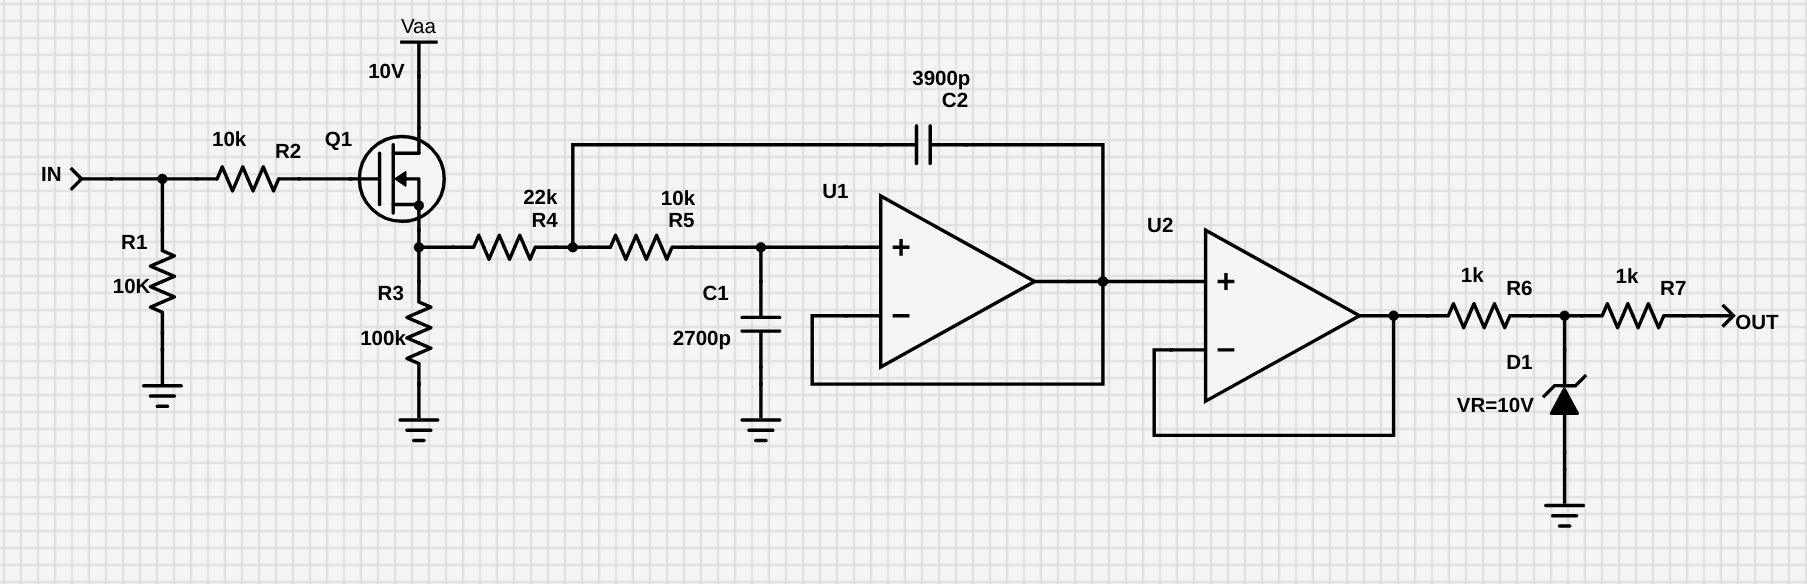 Vaa
10V
3900p
C2
10k
R2
Q1
IN
R1
10K
22k
R4
10k
R5
U1
+
−
R3
100k
C1
2700p
U2
+
−
1k
R6
1k
R7
OUT
D1
VR=10V